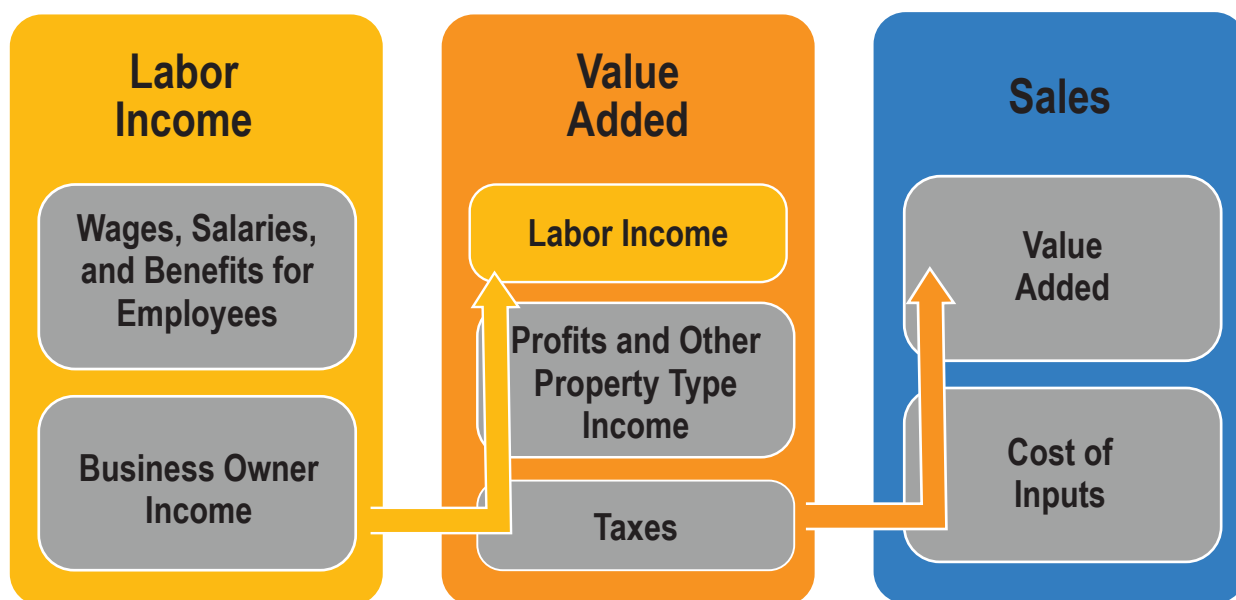 Labor
Income
Wages, Salaries,
and Benefits for
Employees
Business Owner
Income
Value
Added
Labor Income
Profits and Other
Property Type
Income
Taxes
Sales
Value
Added
Cost of
Inputs